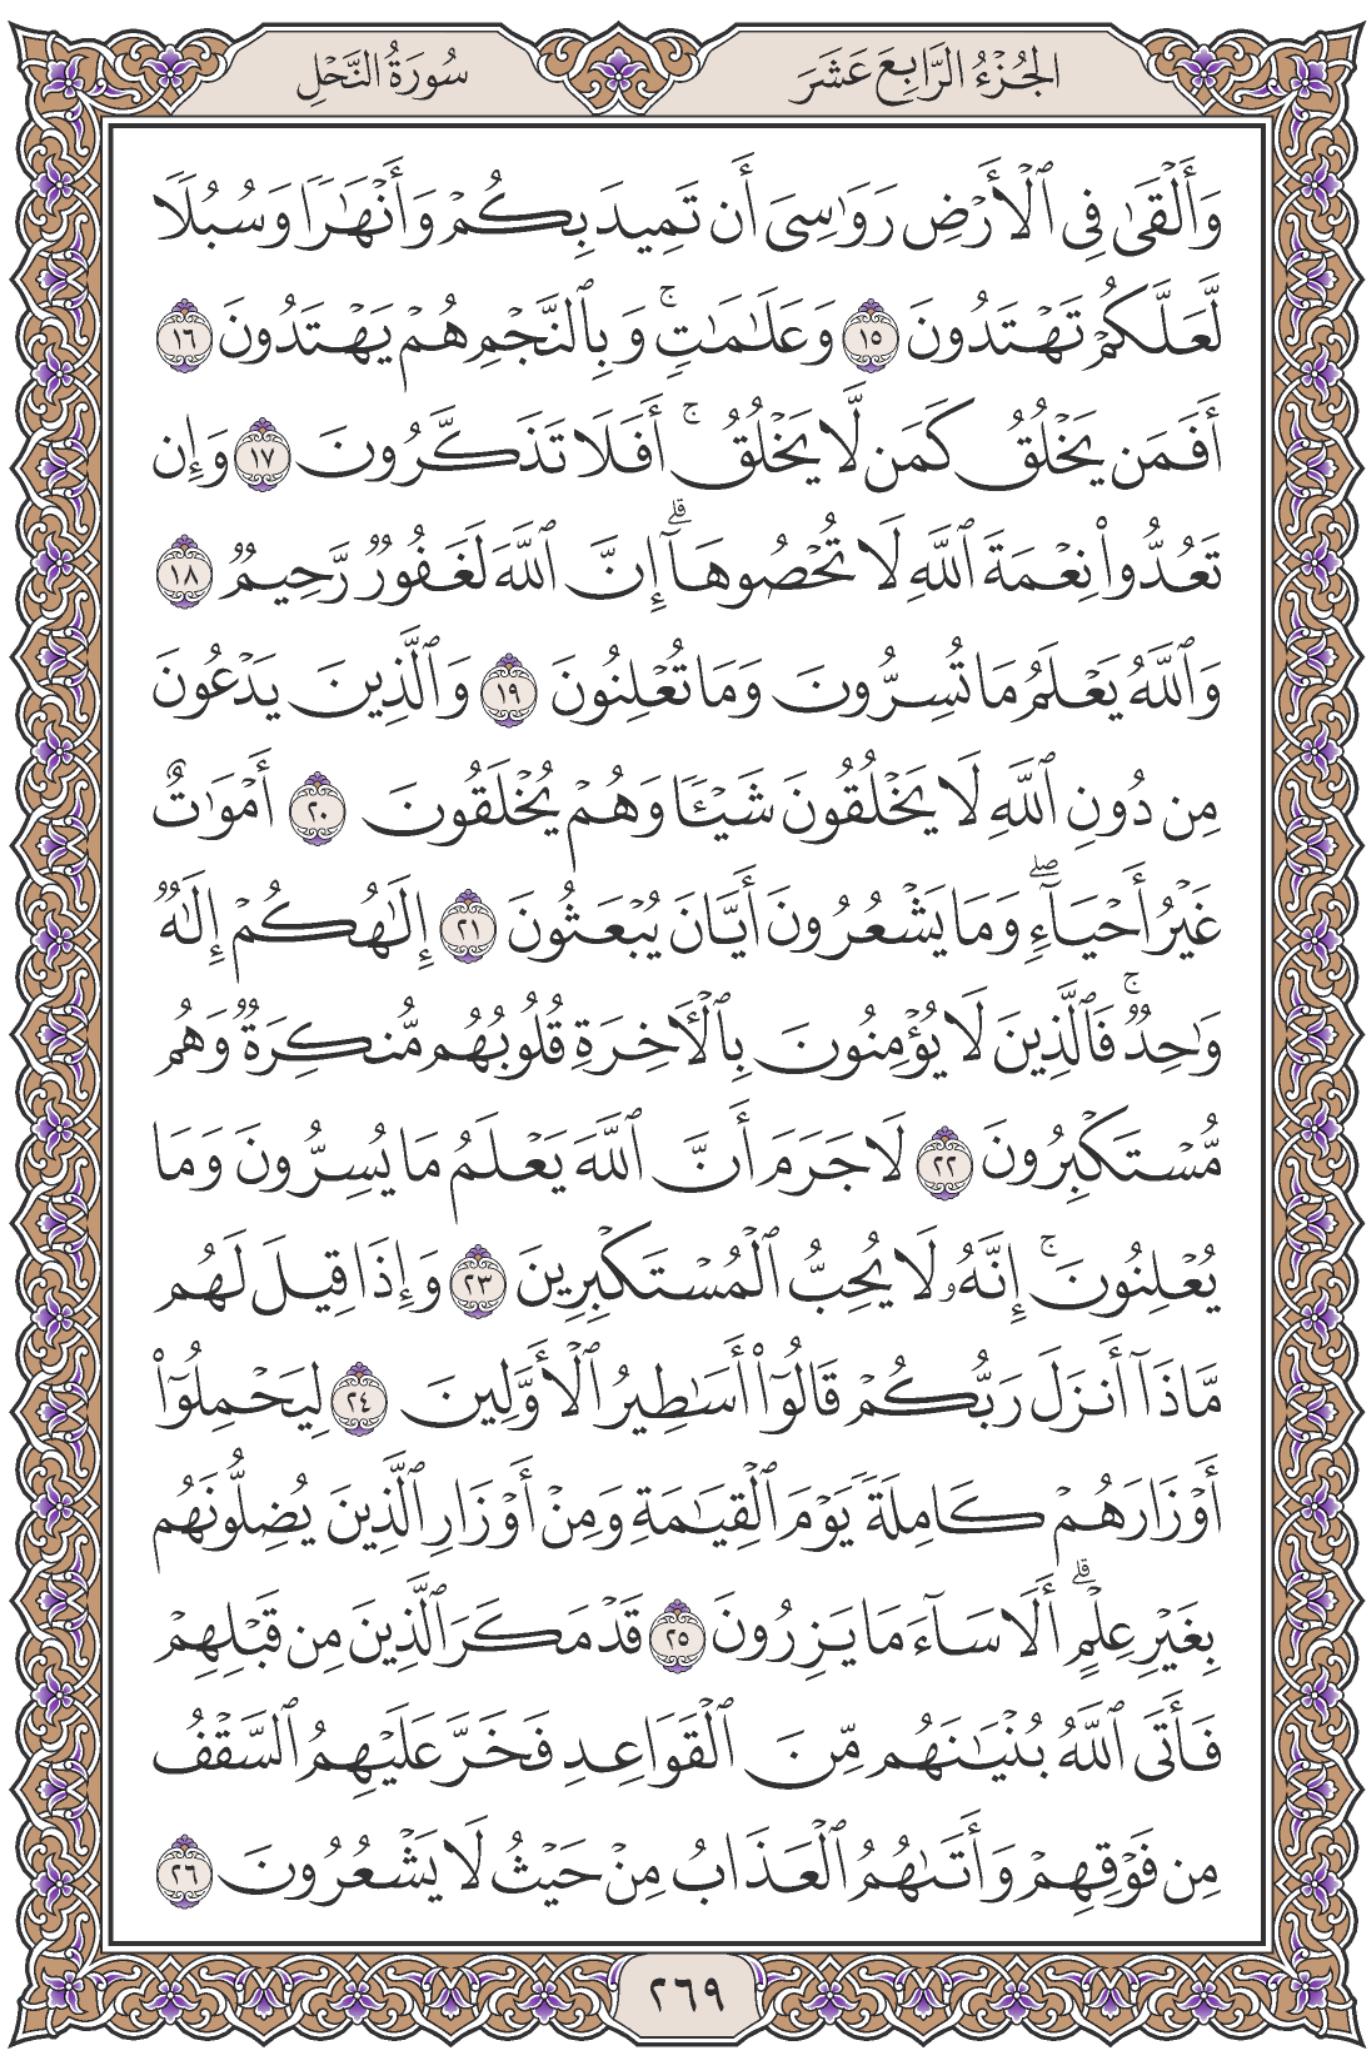 الجُزْءُ الرَّابِعَ عَشَرَ
سُورَةُ النَّحْلِ
وَأَلْقَىٰ فِى ٱلْأَرْضِ رَوَٰسِىَ أَن تَمِيدَ بِكُمْ وَأَنْهَـٰرًا وَسُبُلًا
لَّعَلَّكُمْ تَهْتَدُونَ ١٥ وَعَلَـٰمَـٰتٍ ۚ وَبِٱلنَّجْمِ هُمْ يَهْتَدُونَ ١٦
أَفَمَن يَخْلُقُ كَمَن لَّا يَخْلُقُ ۚ أَفَلَا تَذَكَّرُونَ ١٧ وَإِن
تَعُدُّوا۟ نِعْمَةَ ٱللَّهِ لَا تُحْصُوهَآ ۗ إِنَّ ٱللَّهَ لَغَفُورٌ رَّحِيمٌ ١٨
وَٱللَّهُ يَعْلَمُ مَا تُسِرُّونَ وَمَا تُعْلِنُونَ ١٩ وَٱلَّذِينَ يَدْعُونَ
مِن دُونِ ٱللَّهِ لَا يَخْلُقُونَ شَيْـًٔا وَهُمْ يُخْلَقُونَ ٢٠ أَمْوَٰتٌ
غَيْرُ أَحْيَآءٍ ۖ وَمَا يَشْعُرُونَ أَيَّانَ يُبْعَثُونَ ٢١ إِلَـٰهُكُمْ إِلَـٰهٌ
وَٰحِدٌ ۚ فَٱلَّذِينَ لَا يُؤْمِنُونَ بِٱلْـَٔاخِرَةِ قُلُوبُهُم مُّنكِرَةٌ وَهُم
مُّسْتَكْبِرُونَ ٢٢ لَا جَرَمَ أَنَّ ٱللَّهَ يَعْلَمُ مَا يُسِرُّونَ وَمَا
يُعْلِنُونَ ۚ إِنَّهُۥ لَا يُحِبُّ ٱلْمُسْتَكْبِرِينَ ٢٣ وَإِذَا قِيلَ لَهُم
مَّاذَآ أَنزَلَ رَبُّكُمْ قَالُوٓا۟ أَسَـٰطِيرُ ٱلْأَوَّلِينَ ٢٤ لِيَحْمِلُوٓا۟
أَوْزَارَهُمْ كَامِلَةً يَوْمَ ٱلْقِيَـٰمَةِ وَمِنْ أَوْزَارِ ٱلَّذِينَ يُضِلُّونَهُم
بِغَيْرِ عِلْمٍ ۗ أَلَا سَآءَ مَا يَزِرُونَ ٢٥ قَدْ مَكَرَ ٱلَّذِينَ مِن قَبْلِهِمْ
فَأَتَى ٱللَّهُ بُنْيَـٰنَهُم مِّنَ ٱلْقَوَاعِدِ فَخَرَّ عَلَيْهِمُ ٱلسَّقْفُ
مِن فَوْقِهِمْ وَأَتَىٰهُمُ ٱلْعَذَابُ مِنْ حَيْثُ لَا يَشْعُرُونَ ٢٦
٢٦٩